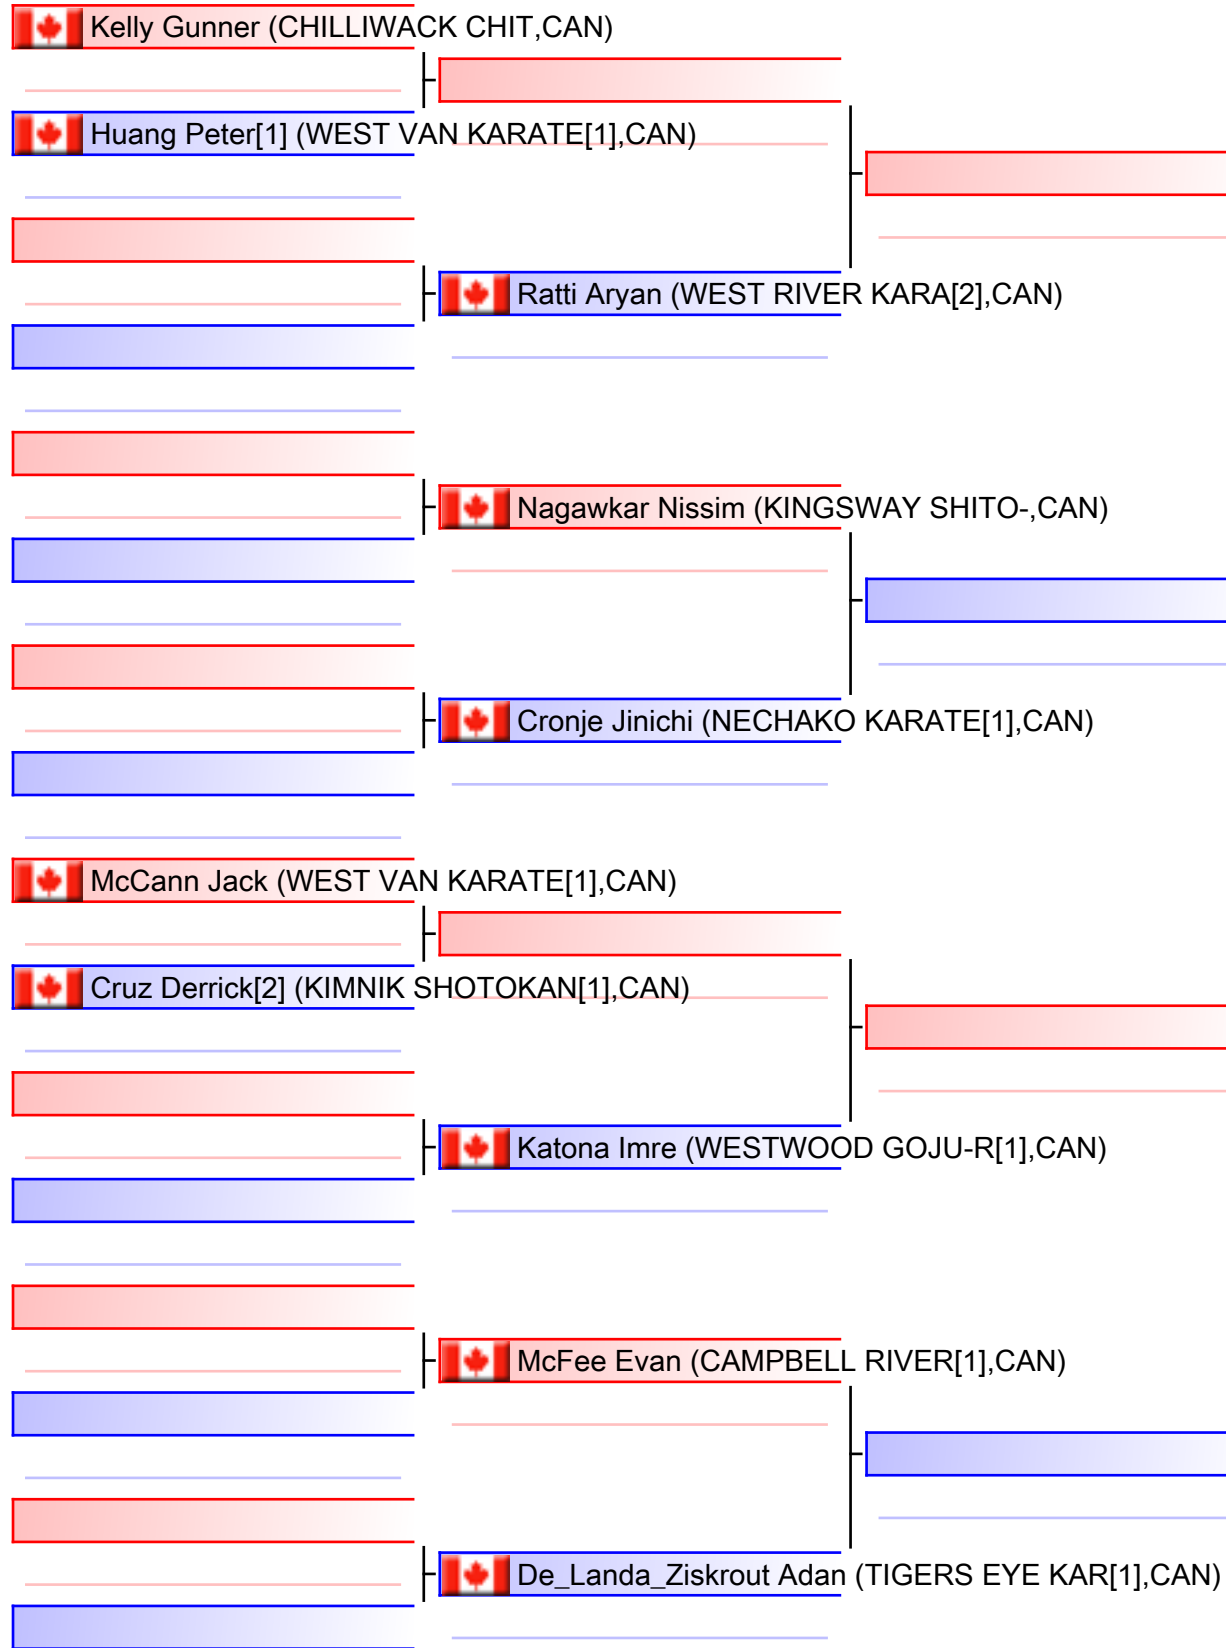 Kelly Gunner (CHILLIWACK CHIT,CAN)
Huang Peter[1] (WEST VAN KARATE[1],CAN)
Ratti Aryan (WEST RIVER KARA[2],CAN)
Nagawkar Nissim (KINGSWAY SHITO-,CAN)
Cronje Jinichi (NECHAKO KARATE[1],CAN)
McCann Jack (WEST VAN KARATE[1],CAN)
Cruz Derrick[2] (KIMNIK SHOTOKAN[1],CAN)
Katona Imre (WESTWOOD GOJU-R[1],CAN)
McFee Evan (CAMPBELL RIVER[1],CAN)
De_Landa_Ziskrout Adan (TIGERS EYE KAR[1],CAN)